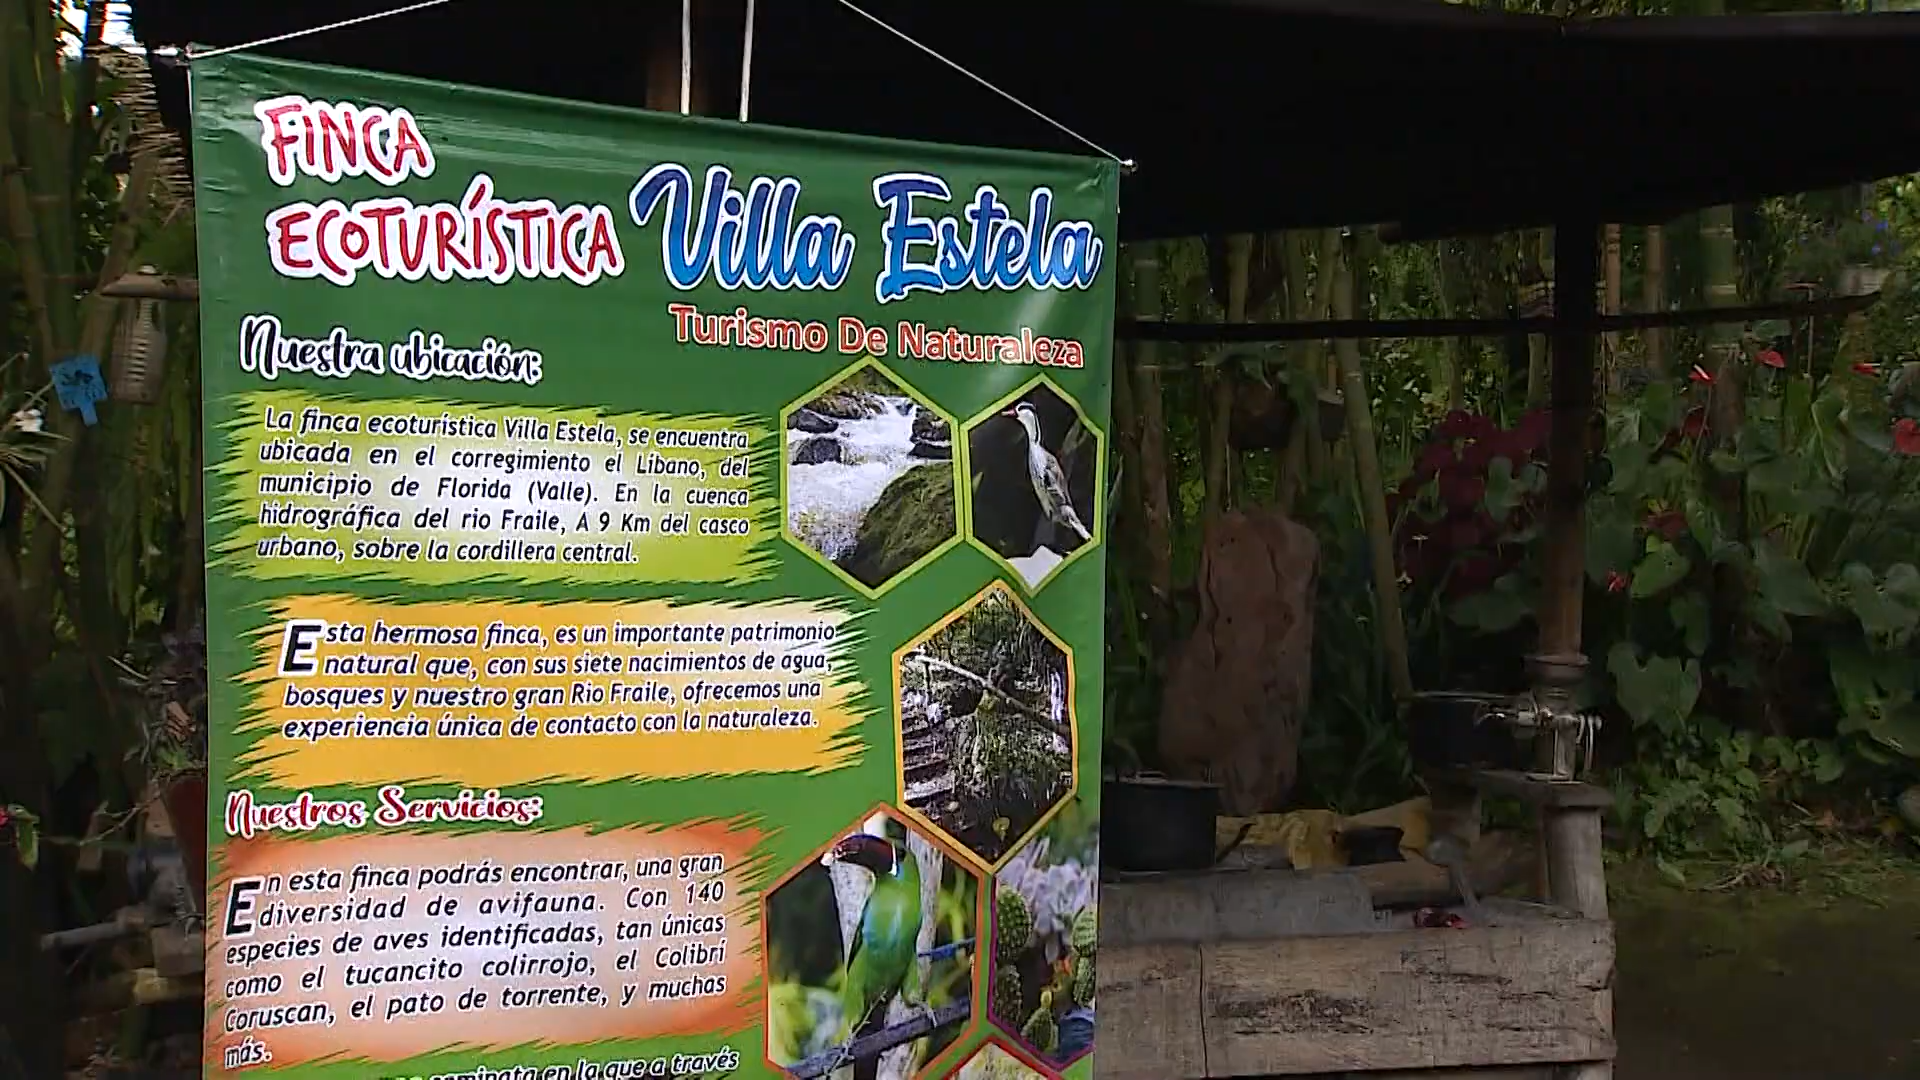 FINCA
ECOTURÍSTICA
Villa Estela
Turismo De Naturaleza
Nuestra ubicación:
La finca ecoturística Villa Estela, se encuentra
ubicada en el corregimiento el Líbano, del
municipio de Florida (Valle). En la cuenca
hidrográfica del rio Fraile, A 9 Km del casco
urbano, sobre la cordillera central.
Esta hermosa finca, es un importante patrimonio
natural que, con sus siete nacimientos de agua,
bosques y nuestro gran Rio Fraile, ofrecemos una
experiencia única de contacto con la naturaleza.
Nuestros Servicios:
En esta finca podrás encontrar, una gran
diversidad de avifauna. Con 140
especies de aves identificadas, tan únicas
como el tucancito colirrojo, el Colibrí
Coruscan, el pato de torrente, y muchas
más.
en la que a través